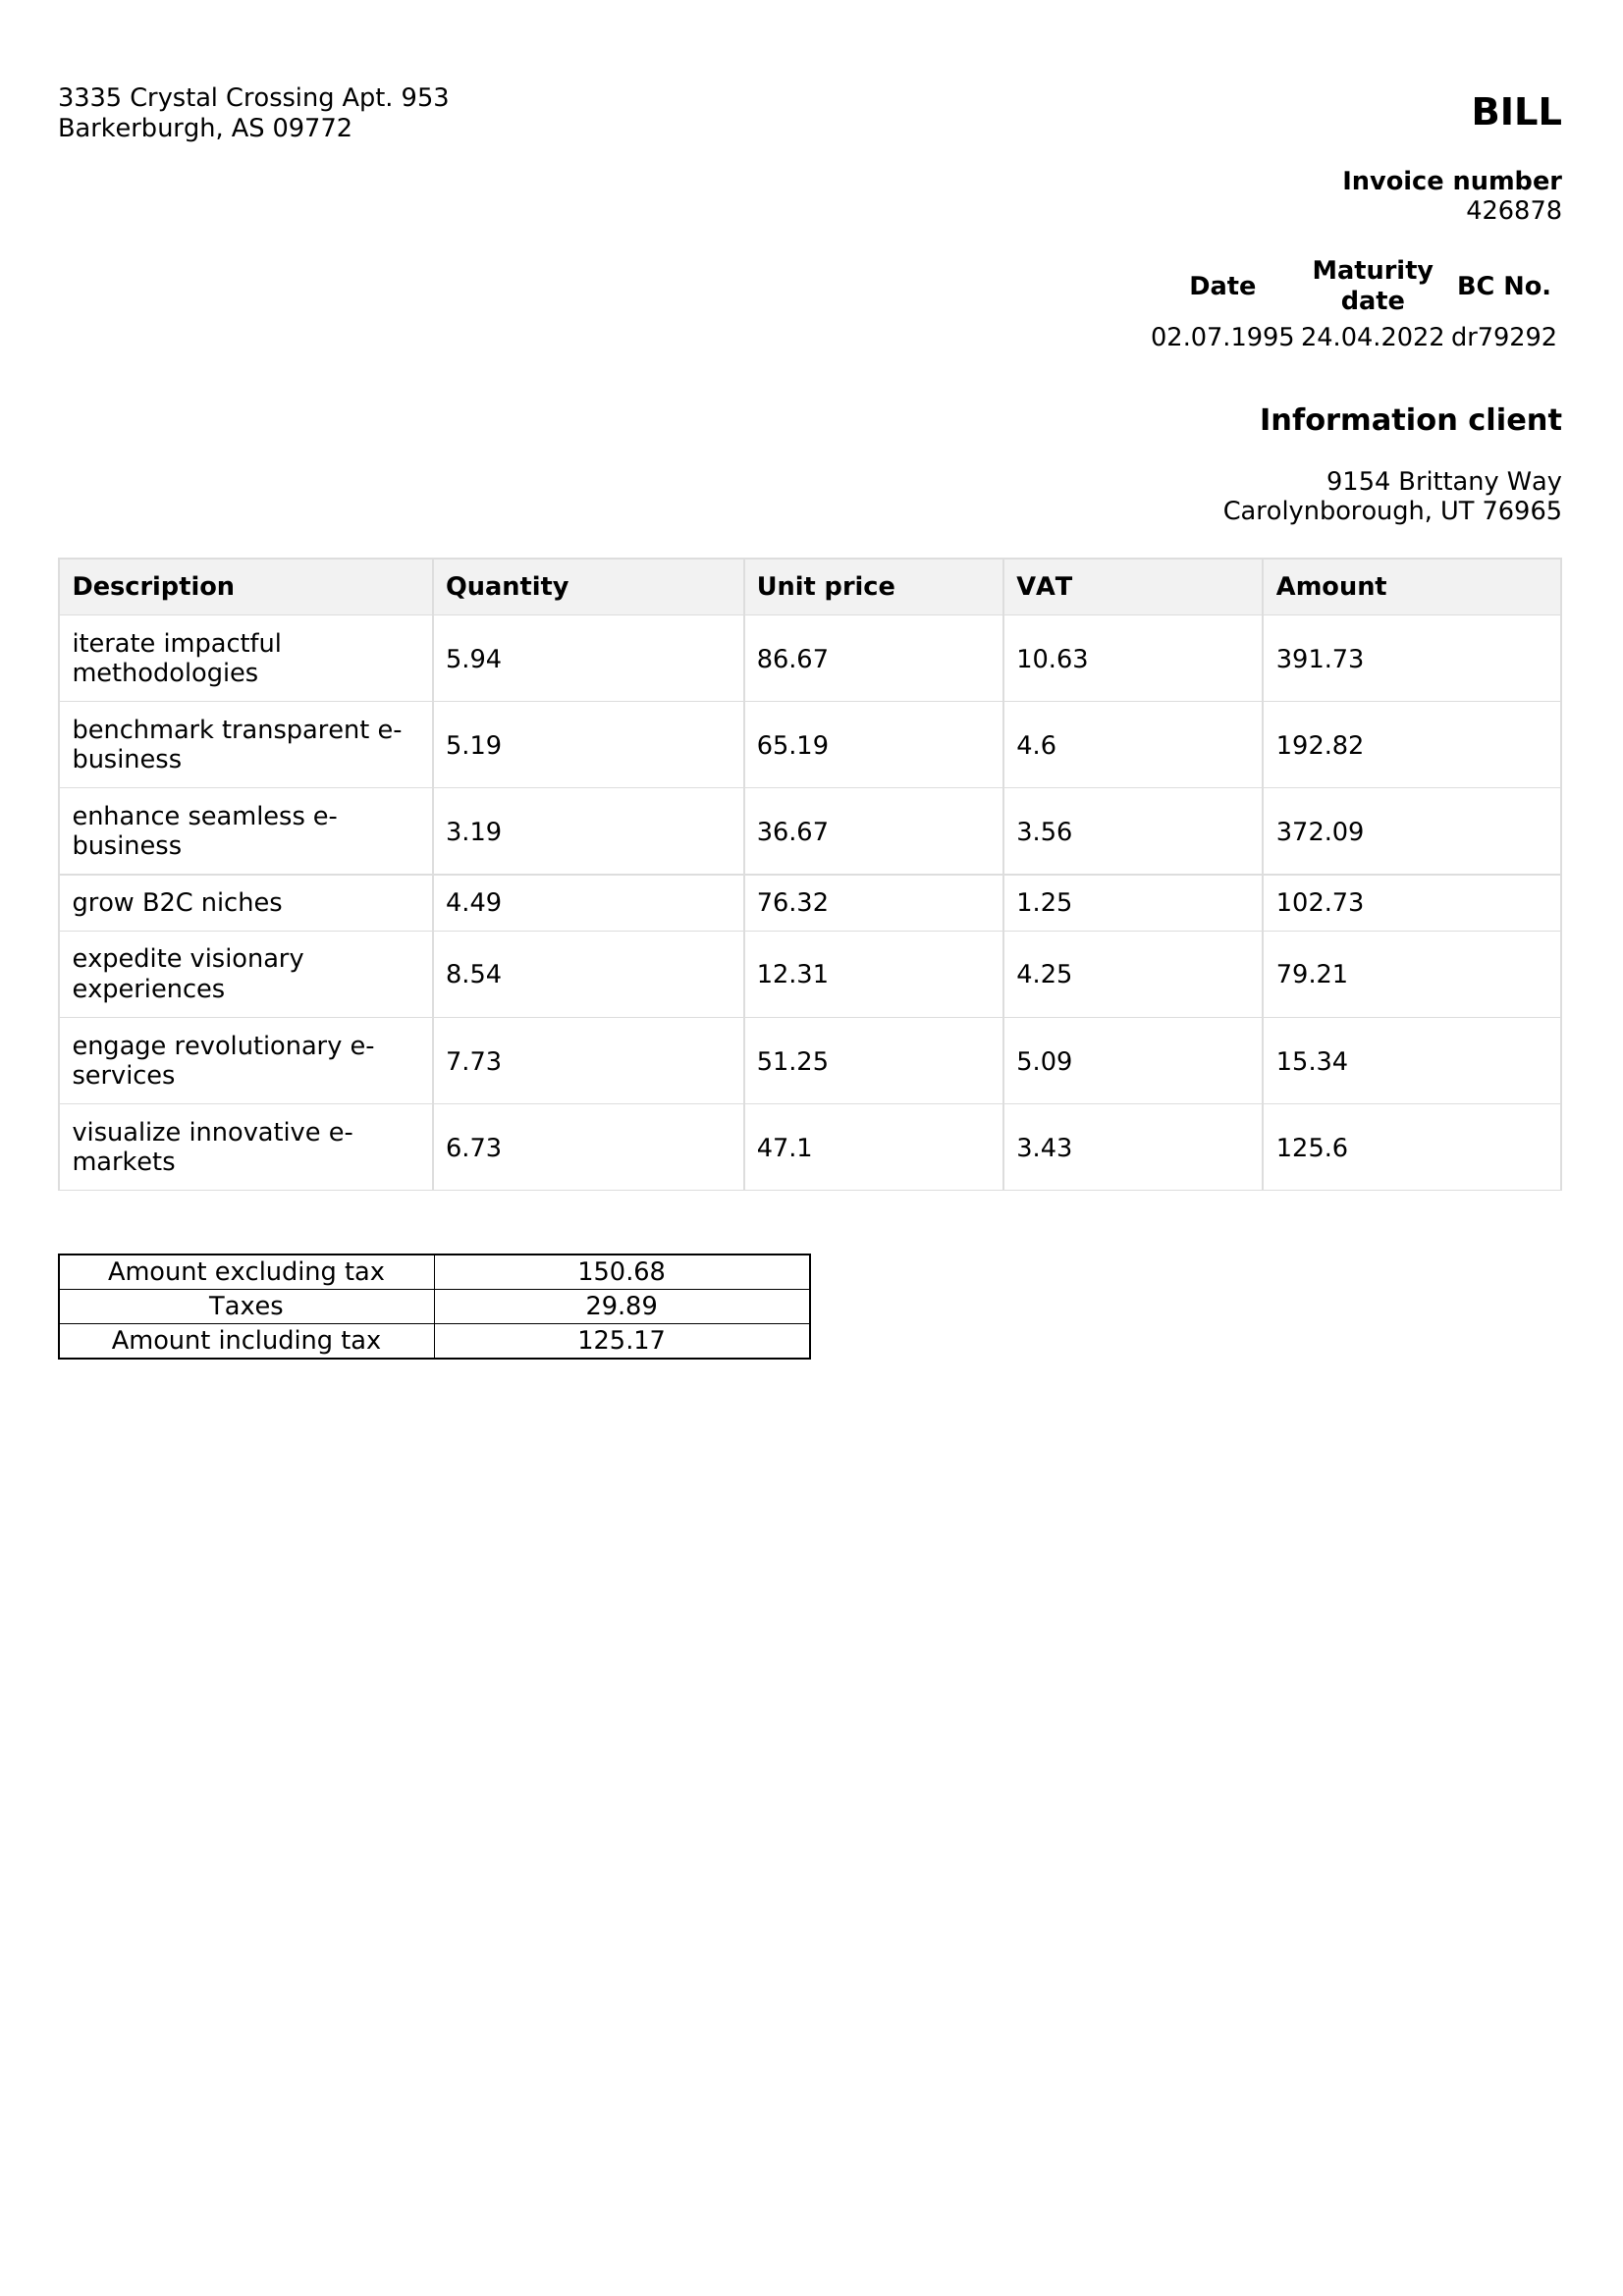 3335 Crystal Crossing Apt. 953
Barkerburgh, AS 09772
BILL
Invoice number
426878
Date Maturity date BC No.
02.07.1995 24.04.2022 dr79292
Information client
9154 Brittany Way
Carolynborough, UT 76965
Description Quantity Unit price VAT Amount
iterate impactful
methodologies 5.94 86.67 10.63 391.73
benchmark transparent e-
business 5.19 65.19 4.6 192.82
enhance seamless e-
business 3.19 36.67 3.56 372.09
grow B2C niches 4.49 76.32 1.25 102.73
expedite visionary
experiences 8.54 12.31 4.25 79.21
engage revolutionary e-
services 7.73 51.25 5.09 15.34
visualize innovative e-
markets 6.73 47.1 3.43 125.6
Amount excluding tax 150.68
Taxes 29.89
Amount including tax 125.17